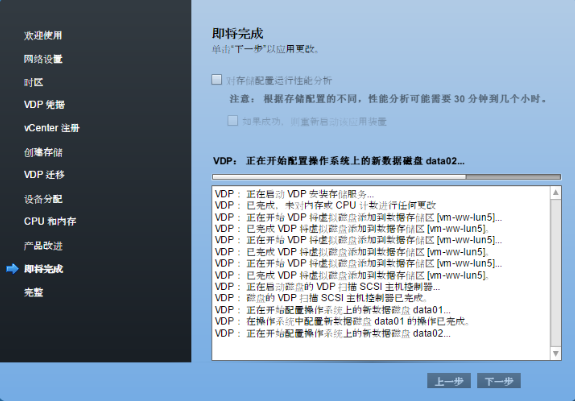 欢迎使用
网络设置
时区
VDP 凭据
vCenter 注册
创建存储
VDP 迁移
设备分配
CPU 和内存
产品改进
即将完成
完整
即将完成
单击“下一步”以应用更改。
对存储配置运行性能分析
注意： 根据存储配置的不同，性能分析可能需要 30 分钟到几个小时。
如果成功，则重新启动该应用装置
VDP： 正在开始配置操作系统上的新数据磁盘 data02...
VDP： 正在启动 VDP 安装存储服务...
VDP： 已完成，未对内存或 CPU 计数进行任何更改
VDP： 正在开始 VDP 将虚拟磁盘添加到数据存储区 [vm-ww-lun5]...
VDP： 已完成 VDP 将虚拟磁盘添加到数据存储区 [vm-ww-lun5].
VDP： 正在开始 VDP 将虚拟磁盘添加到数据存储区 [vm-ww-lun5]...
VDP： 已完成 VDP 将虚拟磁盘添加到数据存储区 [vm-ww-lun5].
VDP： 正在开始 VDP 将虚拟磁盘添加到数据存储区 [vm-ww-lun5]...
VDP： 已完成 VDP 将虚拟磁盘添加到数据存储区 [vm-ww-lun5].
VDP： 正在启动磁盘的 VDP 扫描 SCSI 主机控制器...
VDP： 磁盘的 VDP 扫描 SCSI 主机控制器已完成。
VDP： 正在开始配置操作系统上的新数据磁盘 data01...
VDP： 在操作系统中配置新数据磁盘 data01 的操作已完成。
VDP： 正在开始配置操作系统上的新数据磁盘 data02...
上一步 下一步